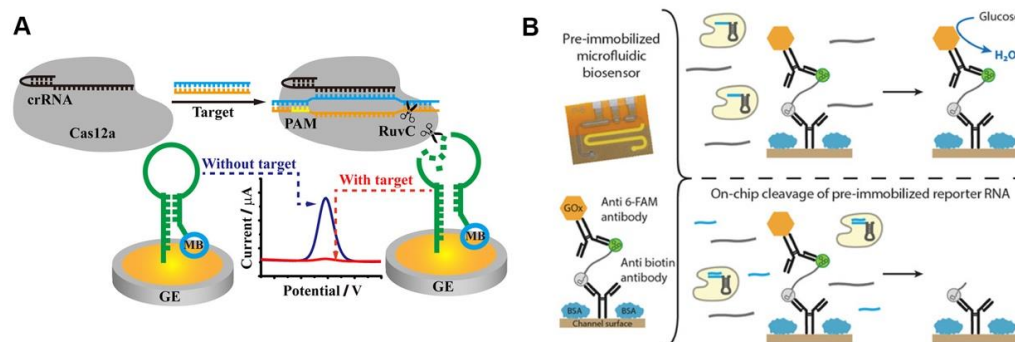 A
crRNA
Cas12a
Target
PAM
RuvC
Without target
With target
MB
GE
Current / μA
Potential / V
MB
GE
B
Pre-immobilized
microfluidic
biosensor
GOx
Anti 6-FAM
antibody
Anti biotin
antibody
BSA
BSA
Channel surface
Glucose
H₂O
On-chip cleavage of pre-immobilized reporter RNA